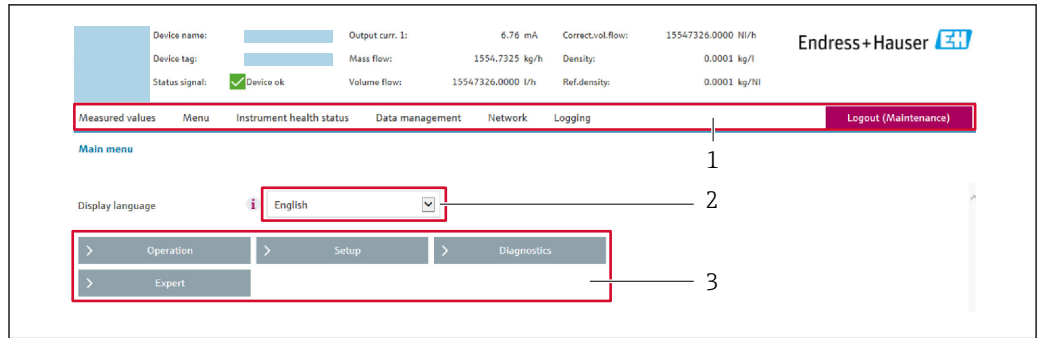 Device name: Output curr. 1: 6.76 mA Correct.vol.flow: 15547326.0000 Nl/h
Endress+Hauser EH
Device tag: Mass flow: 1554.7325 kg/h Density: 0.0001 kg/l
Status signal: Device ok Volume flow: 15547326.0000 l/h Ref.density: 0.0001 kg/Nl
Measured values Menu Instrument health status Data management Network Logging Logout (Maintenance)
1
Main menu
Display language i English 2
> Operation > Setup > Diagnostics
> Expert 3